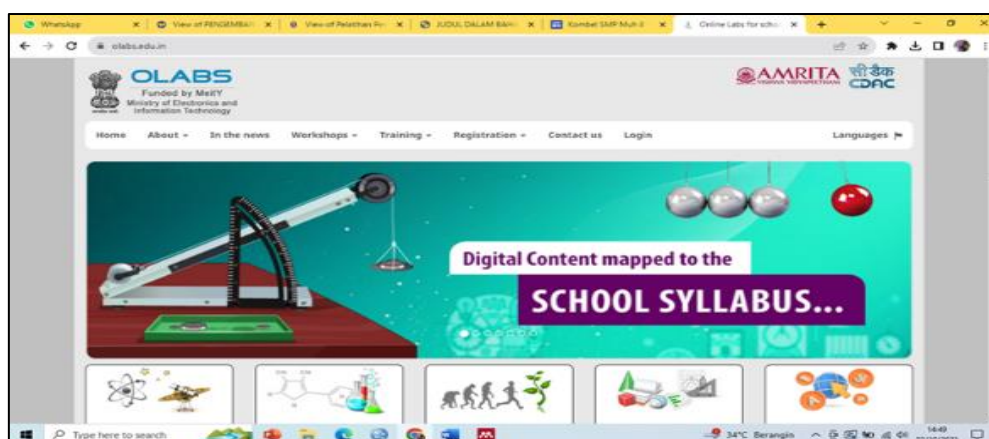 WhatsApp
View of PENGEMBA
View of Pelatihan
JUDUL DALAM BAH
Kombel SMP Muh
Online Labs for scho
olabs.edu.in
OLABS
Funded by MeitY
Ministry of Electronics and
Information Technology
AMRITA
VISHWA VIDYAPEETHAM
सी डैक
CDAC
Home About In the news Workshops Training Registration Contact us Login Languages
Digital Content mapped to the
SCHOOL SYLLABUS...
Type here to search
34°C Berangin
14:49